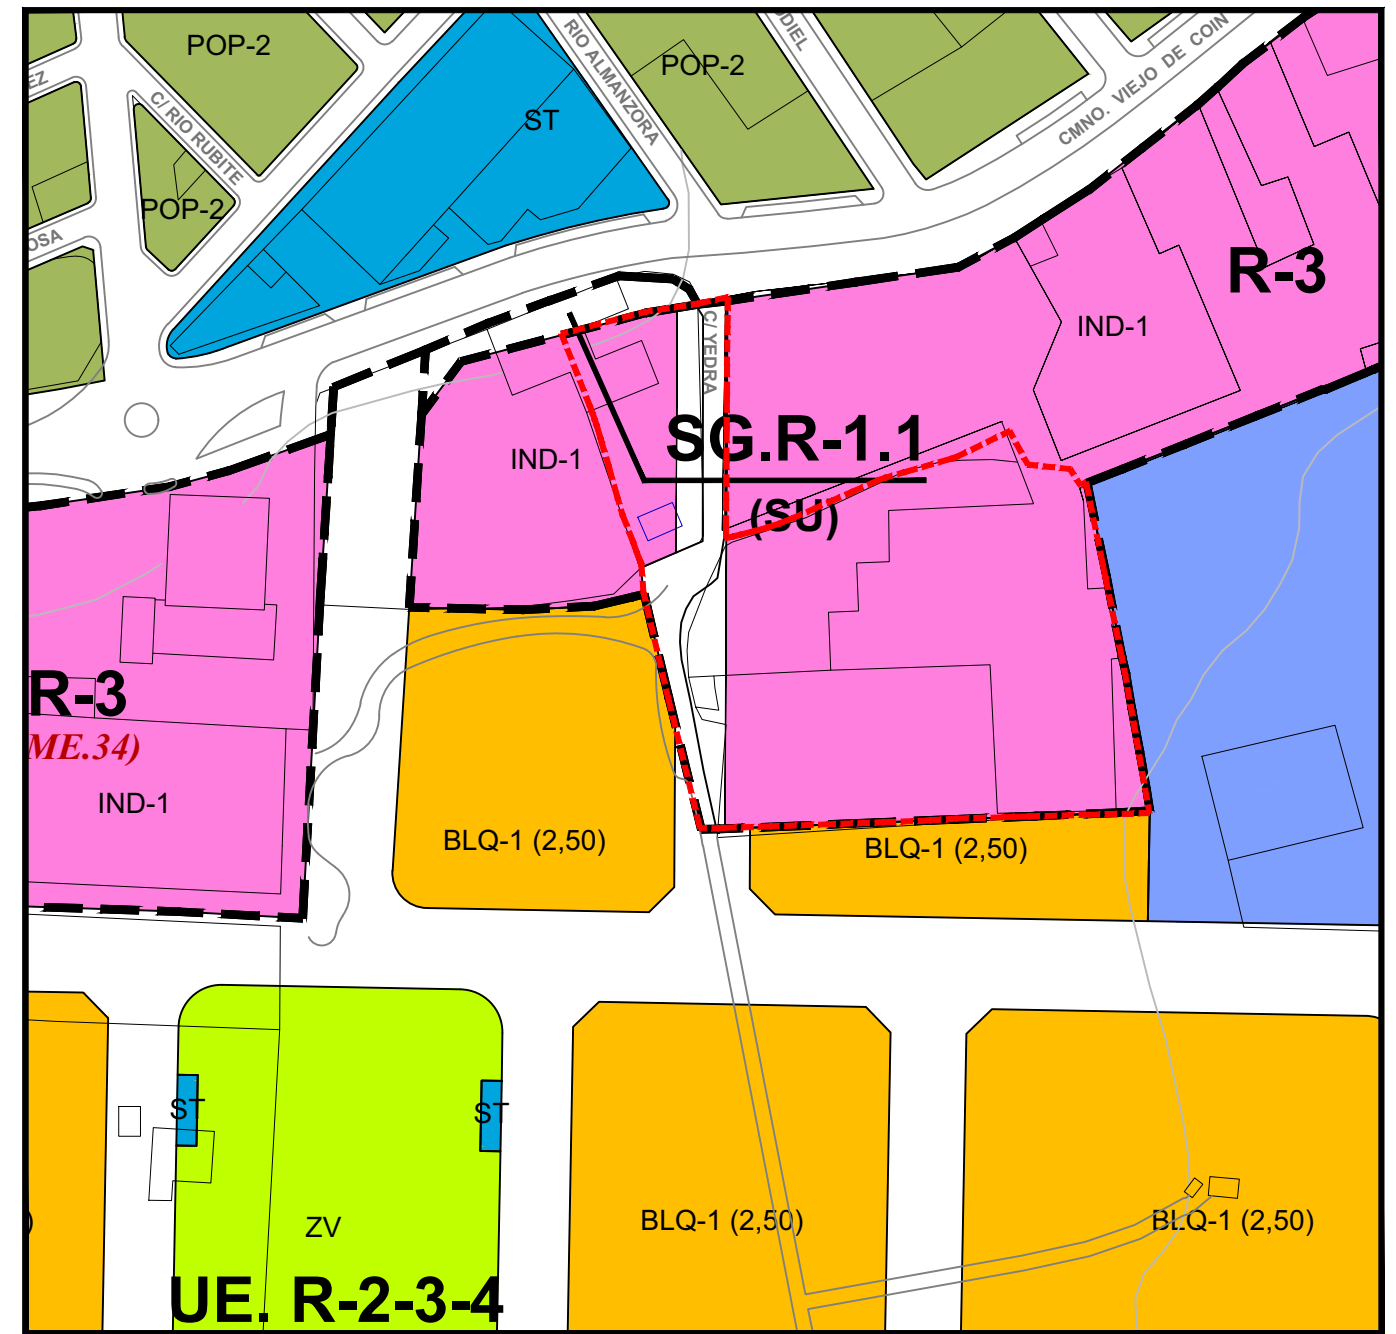 POP-2
POP-2
ST
RIO ALMANZORA
CMNO. VIEJO DE COIN
C/ RIO RUBITE
POP-2
R-3
IND-1
C/ YEDRA
SG.R-1.1
(SU)
IND-1
R-3
ME.34)
IND-1
BLQ-1 (2,50)
BLQ-1 (2,50)
ST
ST
ZV
BLQ-1 (2,50)
BLQ-1 (2,50)
UE. R-2-3-4